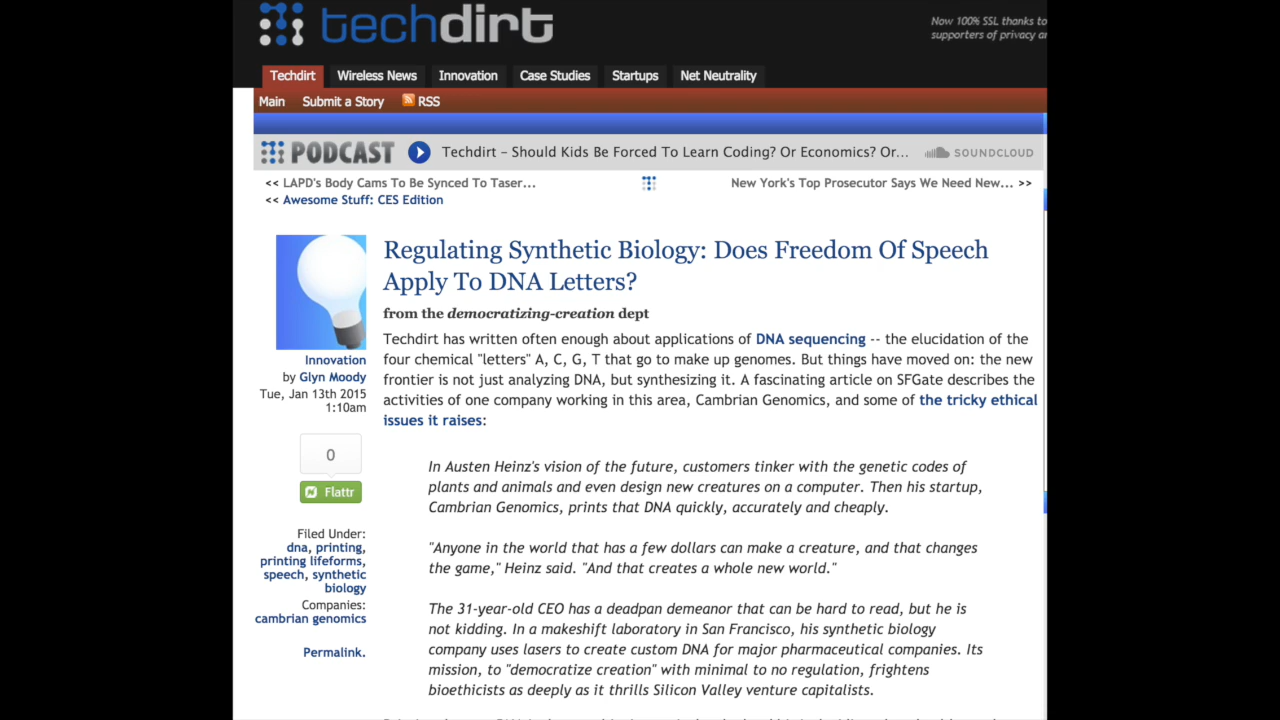 techdirt
Now 100% SSL thanks to
supporters of privacy
Techdirt Wireless News Innovation Case Studies Startups Net Neutrality
Main Submit a Story RSS
PODCAST Techdirt – Should Kids Be Forced To Learn Coding? Or Economics? Or... SOUNDCLOUD
<< LAPD's Body Cams To Be Synced To Taser...
New York's Top Prosecutor Says We Need New... >>
<< Awesome Stuff: CES Edition
Regulating Synthetic Biology: Does Freedom Of Speech
Apply To DNA Letters?
from the democratizing-creation dept
Innovation
by Glyn Moody
Tue, Jan 13th 2015
1:10am
0
Flattr
Filed Under:
dna, printing,
printing lifeforms,
speech, synthetic
biology
Companies:
cambrian genomics
Permalink.
Techdirt has written often enough about applications of DNA sequencing -- the elucidation of the
four chemical "letters" A, C, G, T that go to make up genomes. But things have moved on: the new
frontier is not just analyzing DNA, but synthesizing it. A fascinating article on SFGate describes the
activities of one company working in this area, Cambrian Genomics, and some of the tricky ethical
issues it raises:
In Austen Heinz's vision of the future, customers tinker with the genetic codes of
plants and animals and even design new creatures on a computer. Then his startup,
Cambrian Genomics, prints that DNA quickly, accurately and cheaply.
"Anyone in the world that has a few dollars can make a creature, and that changes
the game," Heinz said. "And that creates a whole new world."
The 31-year-old CEO has a deadpan demeanor that can be hard to read, but he is
not kidding. In a makeshift laboratory in San Francisco, his synthetic biology
company uses lasers to create custom DNA for major pharmaceutical companies. Its
mission, to "democratize creation" with minimal to no regulation, frightens
bioethicists as deeply as it thrills Silicon Valley venture capitalists.